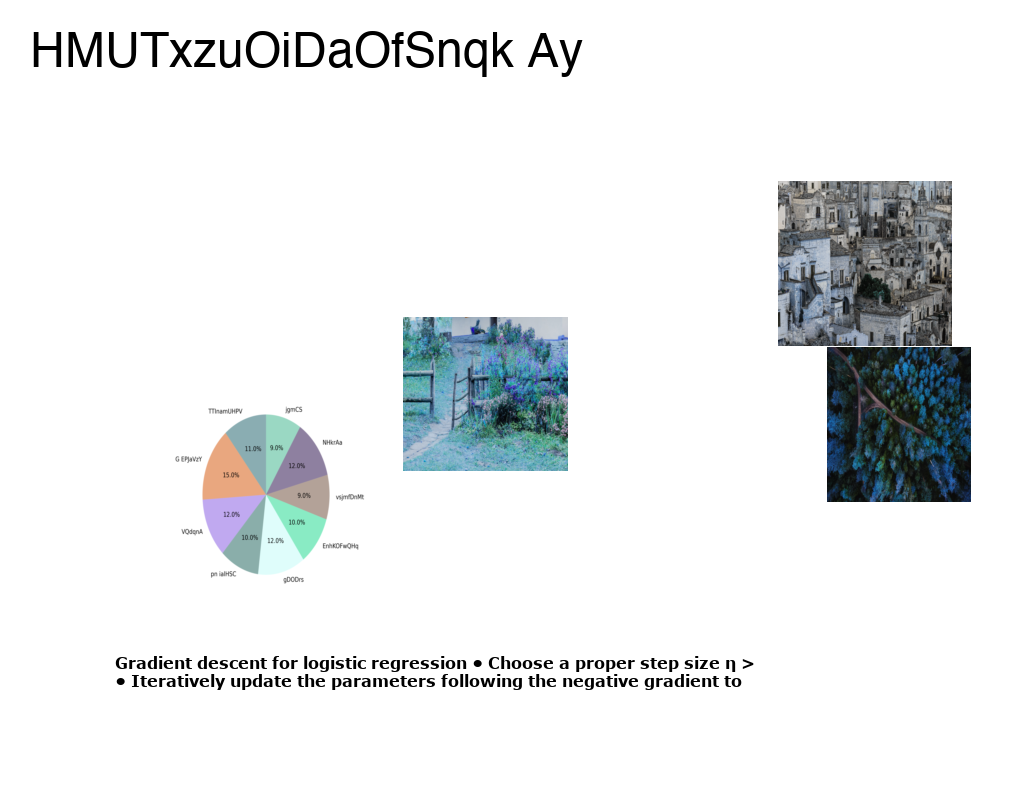 HMUTxzuOiDaOfSnqk Ay
TTlnamUHPV
jgmCS
11.0%
9.0%
NHkrAa
G EPJaVzY
12.0%
15.0%
9.0%
vsjmfDnMt
12.0%
10.0%
VQdqnA
10.0%
12.0%
EnhKOFwQHq
pn ialHSC
gDODrs
Gradient descent for logistic regression • Choose a proper step size η >
• Iteratively update the parameters following the negative gradient to